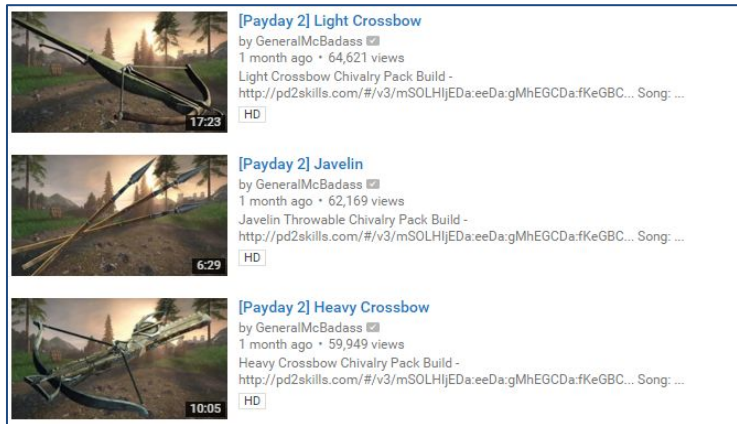 [Payday 2] Light Crossbow
by GeneralMcBadass
1 month ago • 64,621 views
Light Crossbow Chivalry Pack Build -
http://pd2skills.com/#/v3/mSOLHIjEDa:eeDa:gMhEGCDa:fKeGBC... Song: ...
HD
17:23
[Payday 2] Javelin
by GeneralMcBadass
1 month ago • 62,169 views
Javelin Throwable Chivalry Pack Build -
http://pd2skills.com/#/v3/mSOLHIjEDa:eeDa:gMhEGCDa:fKeGBC... Song: ...
HD
6:29
[Payday 2] Heavy Crossbow
by GeneralMcBadass
1 month ago • 59,949 views
Heavy Crossbow Chivalry Pack Build -
http://pd2skills.com/#/v3/mSOLHIjEDa:eeDa:gMhEGCDa:fKeGBC... Song: ...
HD
10:05